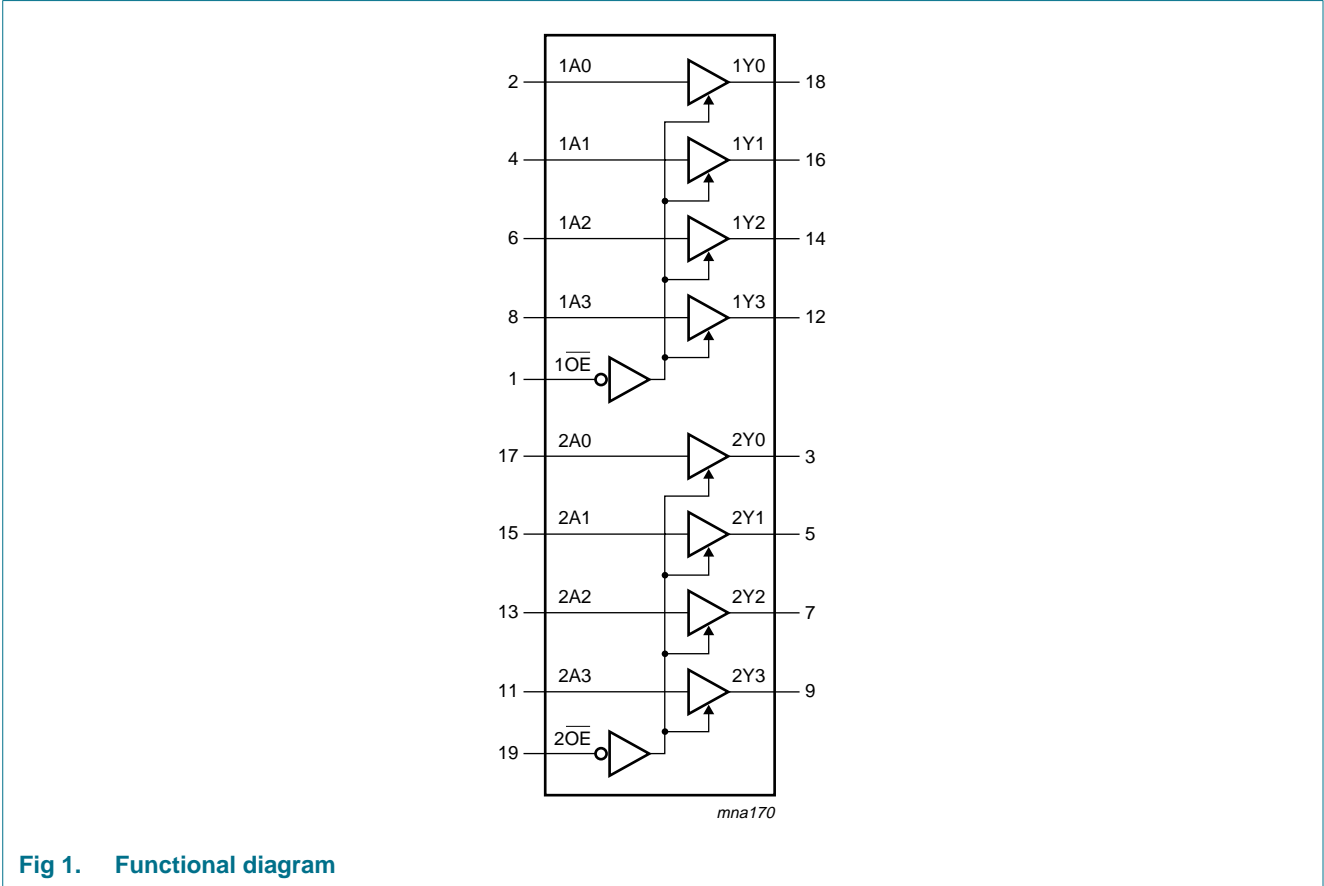 1A0 1Y0
2 18
1A1 1Y1
4 16
1A2 1Y2
6 14
1A3 1Y3
8 12
1O̅E̅
1
2A0 2Y0
17 3
2A1 2Y1
15 5
2A2 2Y2
13 7
2A3 2Y3
11 9
2O̅E̅
19
mna170
Fig 1. Functional diagram